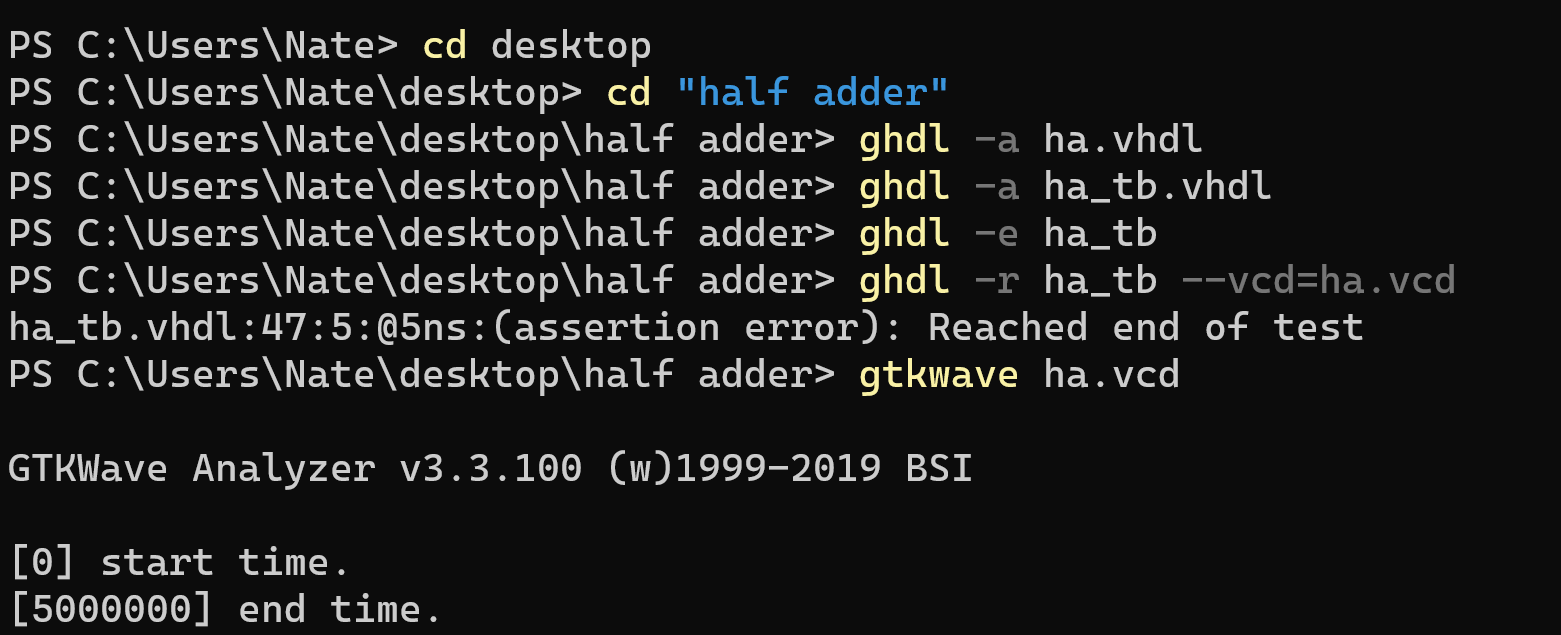 PS C:\Users\Nate> cd desktop
PS C:\Users\Nate\desktop> cd "half adder"
PS C:\Users\Nate\desktop\half adder> ghdl -a ha.vhdl
PS C:\Users\Nate\desktop\half adder> ghdl -a ha_tb.vhdl
PS C:\Users\Nate\desktop\half adder> ghdl -e ha_tb
PS C:\Users\Nate\desktop\half adder> ghdl -r ha_tb --vcd=ha.vcd
ha_tb.vhdl:47:5:@5ns:(assertion error): Reached end of test
PS C:\Users\Nate\desktop\half adder> gtkwave ha.vcd
GTKWave Analyzer v3.3.100 (w)1999-2019 BSI
[0] start time.
[5000000] end time.